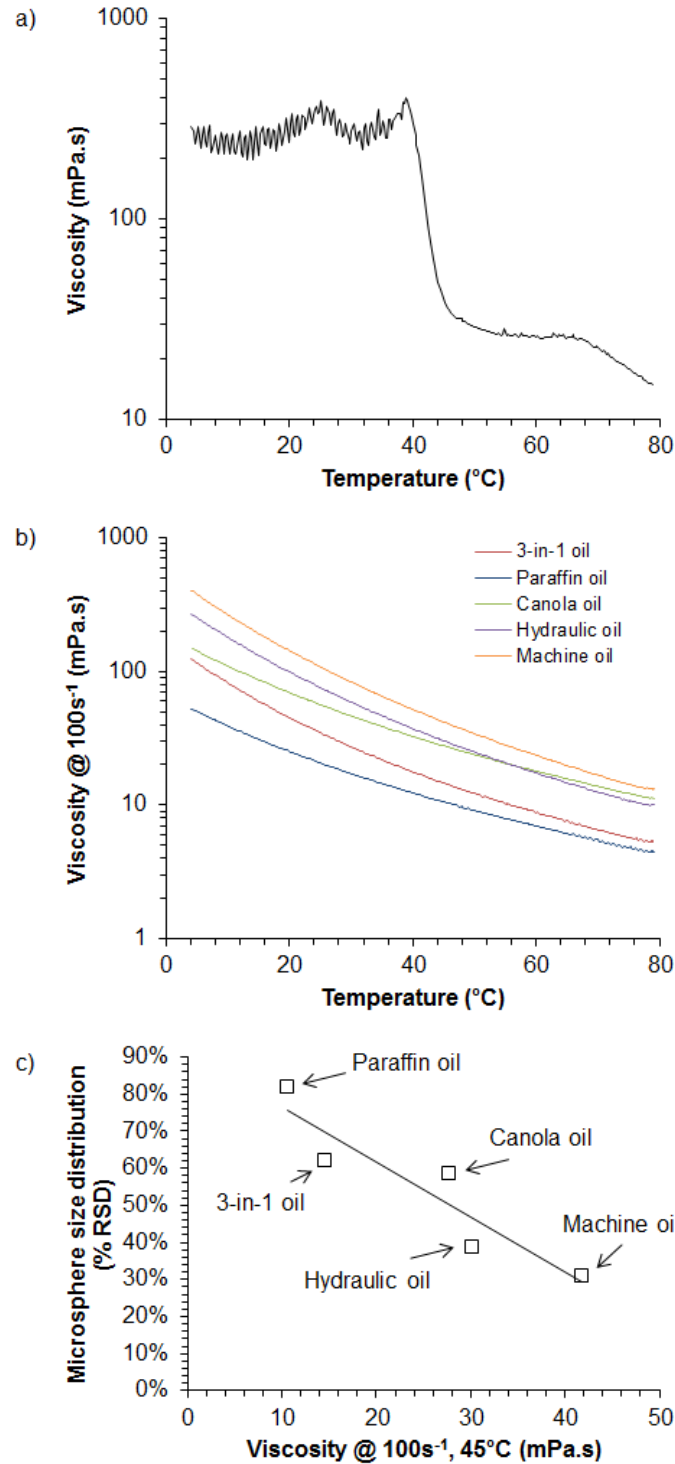 a)
1000
100
10
Viscosity (mPa.s)
0 20 40 60 80
Temperature (°C)
b)
1000
100
10
1
Viscosity @ 100s⁻¹ (mPa.s)
3-in-1 oil
Paraffin oil
Canola oil
Hydraulic oil
Machine oil
0 20 40 60 80
Temperature (°C)
c)
90%
80%
70%
60%
50%
40%
30%
20%
10%
0%
Microsphere size distribution
(% RSD)
Paraffin oil
Canola oil
3-in-1 oil
Machine oi
Hydraulic oil
0 10 20 30 40 50
Viscosity @ 100s⁻¹, 45°C (mPa.s)